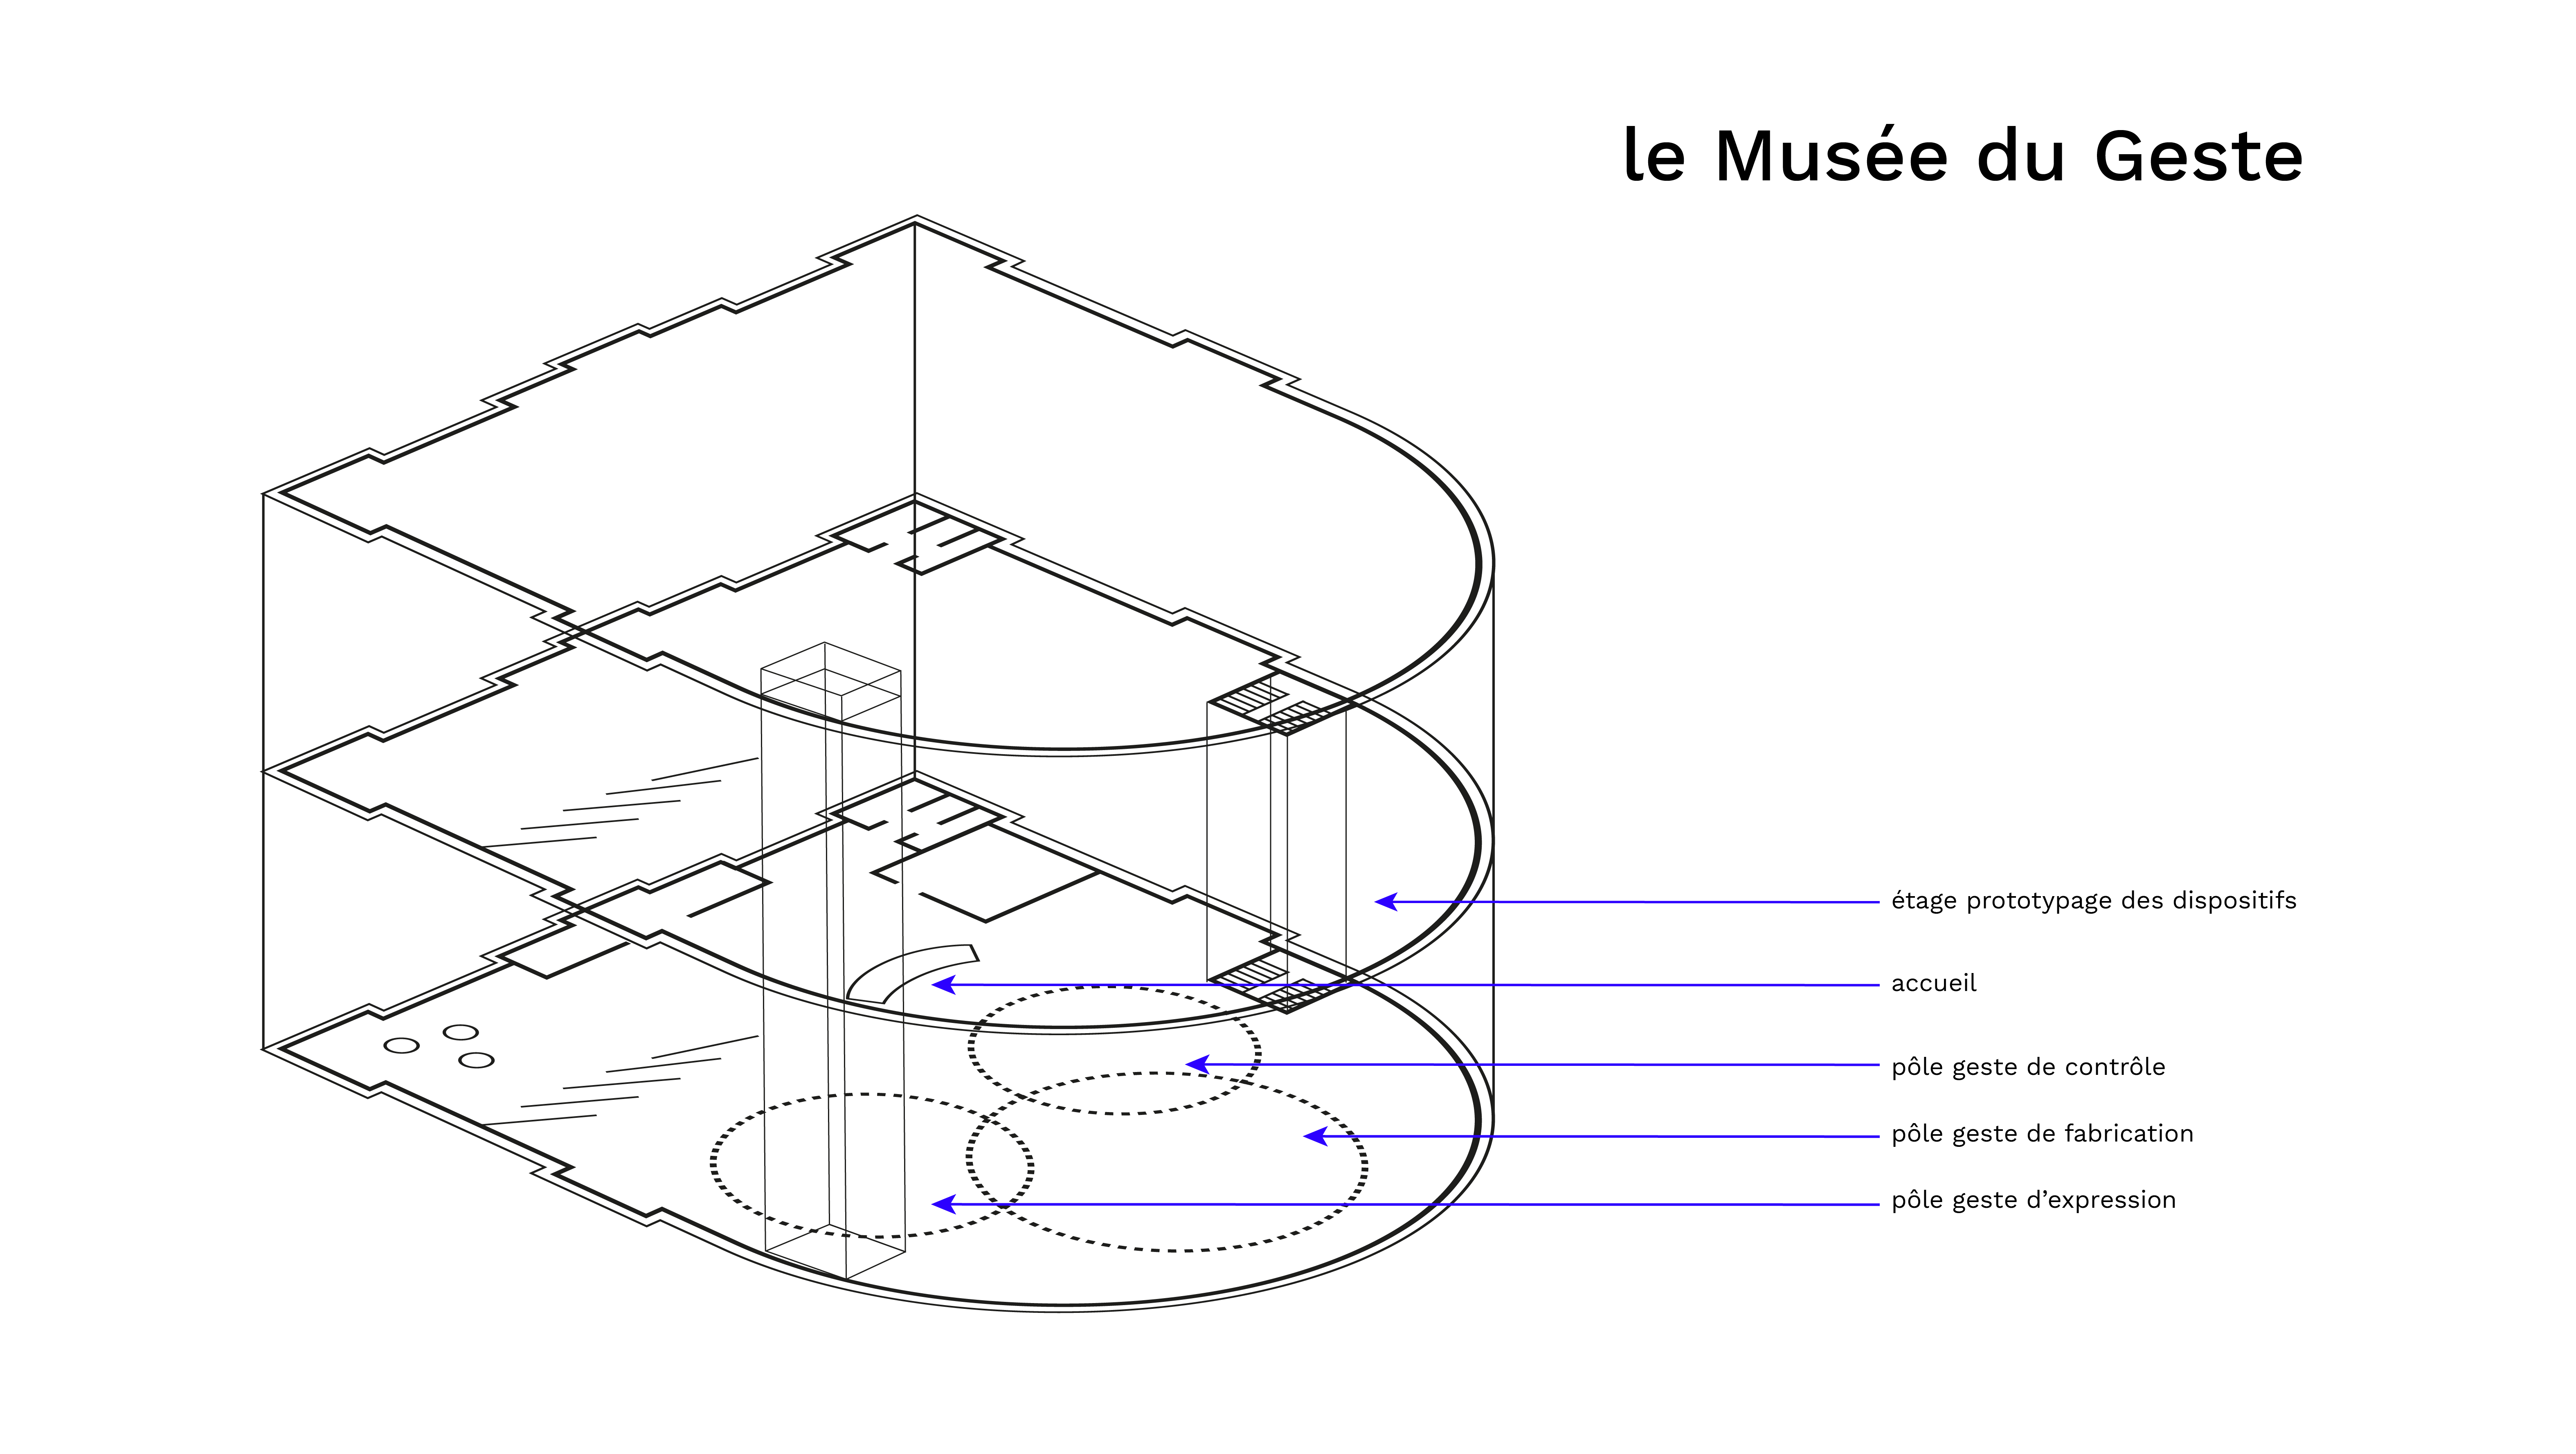 le Musée du Geste
étage prototypage des dispositifs
accueil
pôle geste de contrôle
pôle geste de fabrication
pôle geste d’expression